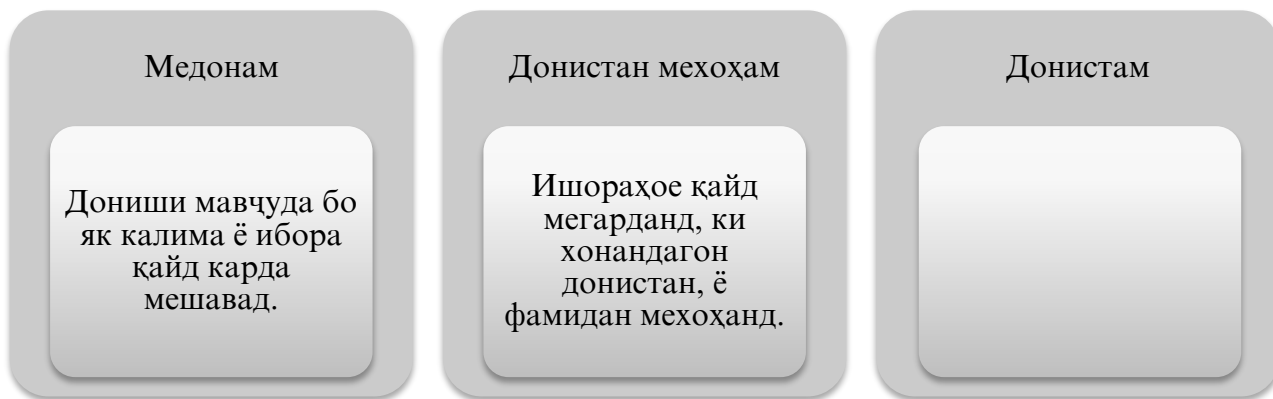 Медонам
Дониши мавҷуда бо
як калима ё ибора
қайд карда
мешавад.
Донистан мехоҳам
Ишораҳое қайд
мегарданд, ки
хонандагон
донистан, ё
фамидан мехоҳанд.
Донистам